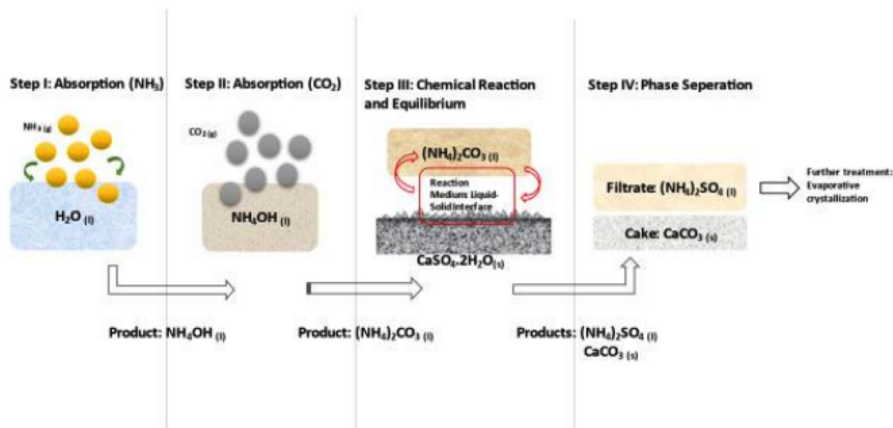 Step I: Absorption (NH₃)
NH₃ (g)
H₂O (l)
Product: NH₄OH (l)
Step II: Absorption (CO₂)
CO₂ (g)
NH₄OH (l)
Product: (NH₄)₂CO₃ (l)
Step III: Chemical Reaction
and Equilibrium
(NH₄)₂CO₃ (l)
Reaction
Medium: Liquid-
Solid Interface
CaSO₄.2H₂O(s)
Products: (NH₄)₂SO₄ (l)
CaCO₃ (s)
Step IV: Phase Seperation
Filtrate: (NH₄)₂SO₄ (l)
Cake: CaCO₃ (s)
Further treatment:
Evaporative
crystallization